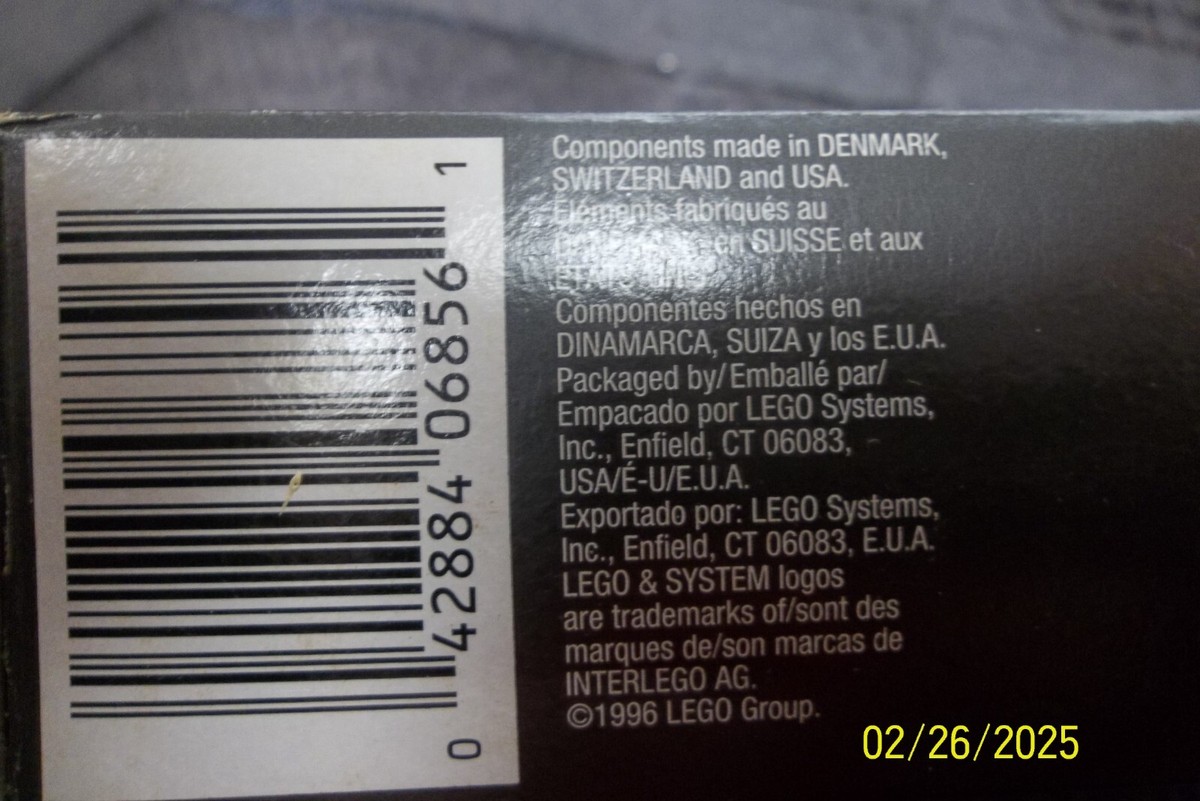 0 42884 06856 1
Components made in DENMARK,
SWITZERLAND and USA.
Eléments fabriqués au
en SUISSE et aux
Componentes hechos en
DINAMARCA, SUIZA y los E.U.A.
Packaged by/Emballé par/
Empacado por LEGO Systems,
Inc., Enfield, CT 06083,
USA/É-U/E.U.A.
Exportado por: LEGO Systems,
Inc., Enfield, CT 06083, E.U.A.
LEGO & SYSTEM logos
are trademarks of/sont des
marques de/son marcas de
INTERLEGO AG.
©1996 LEGO Group.
02/26/2025